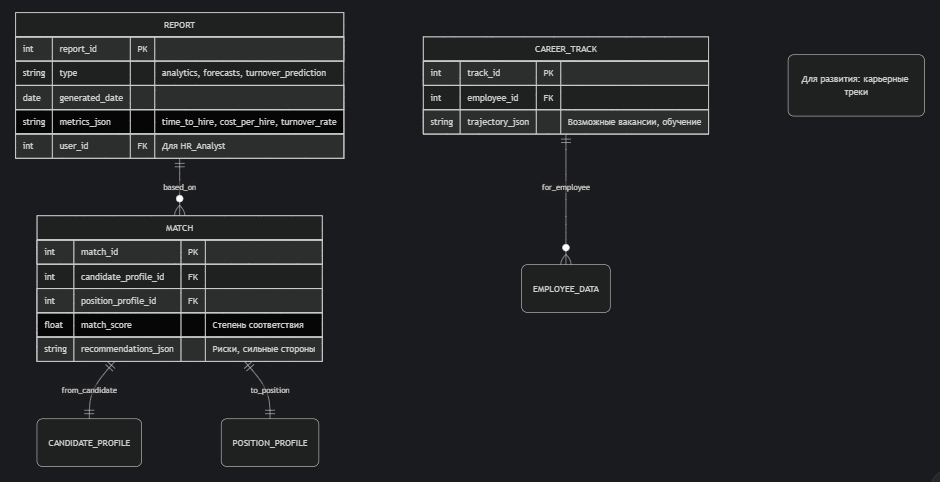 REPORT
int report_id PK
string type analytics, forecasts, turnover_prediction
date generated_date
string metrics_json time_to_hire, cost_per_hire, turnover_rate
int user_id FK Для HR_Analyst
based_on
MATCH
int match_id PK
int candidate_profile_id FK
int position_profile_id FK
float match_score Степень соответствия
string recommendations_json Риски, сильные стороны
from_candidate
to_position
CANDIDATE_PROFILE
POSITION_PROFILE
CAREER_TRACK
int track_id PK
int employee_id FK
string trajectory_json Возможные вакансии, обучение
for_employee
EMPLOYEE_DATA
Для развития: карьерные
треки